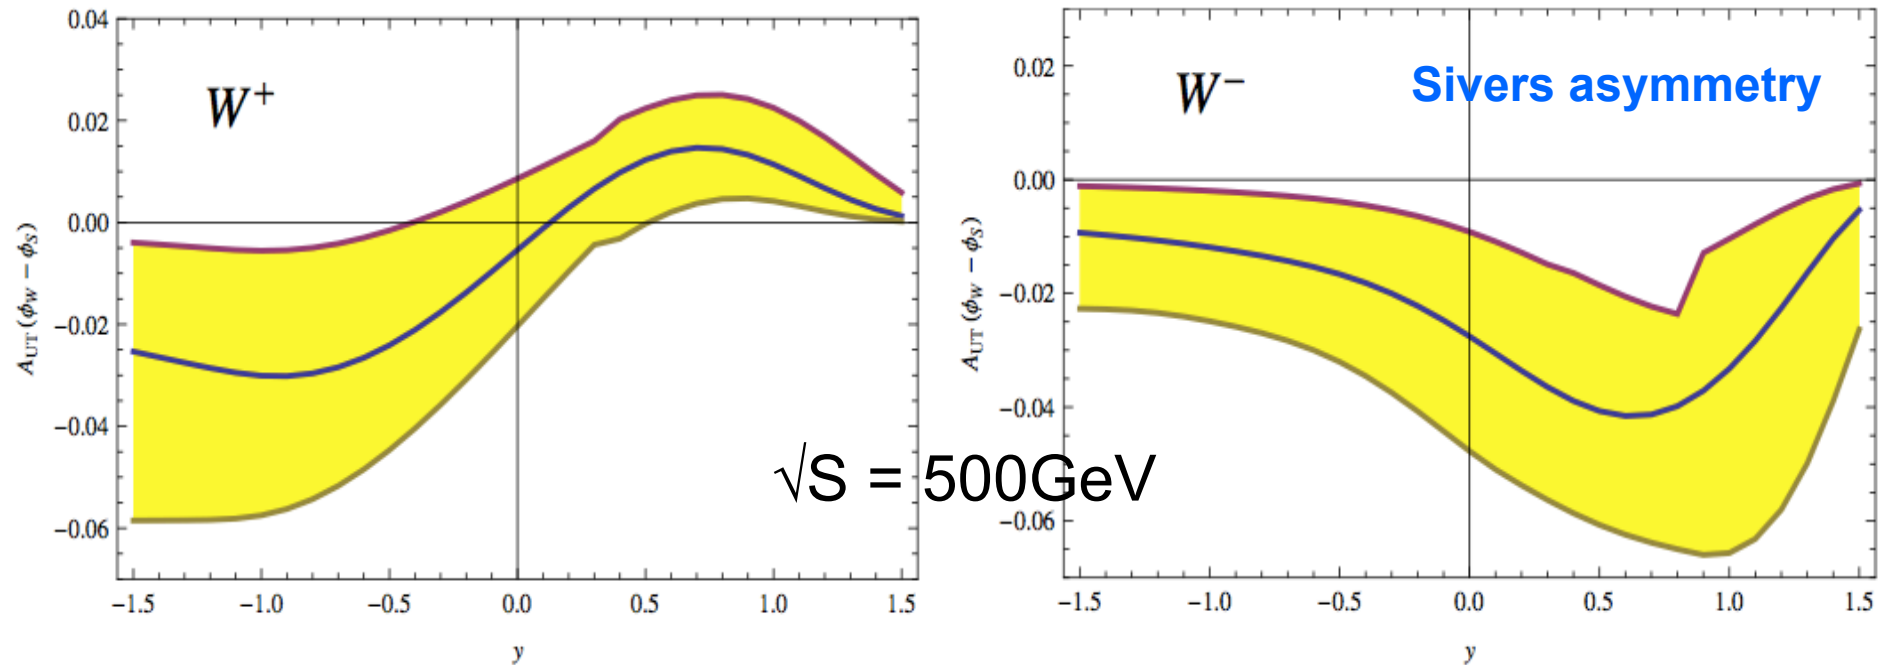 W⁺
0.04
0.02
0.00
−0.02
−0.04
−0.06
A_UT (ϕ_W − ϕ_S)
−1.5 −1.0 −0.5 0.0 0.5 1.0 1.5
y
√S = 500GeV
W⁻
Sivers asymmetry
0.02
0.00
−0.02
−0.04
−0.06
A_UT (ϕ_W − ϕ_S)
−1.5 −1.0 −0.5 0.0 0.5 1.0 1.5
y